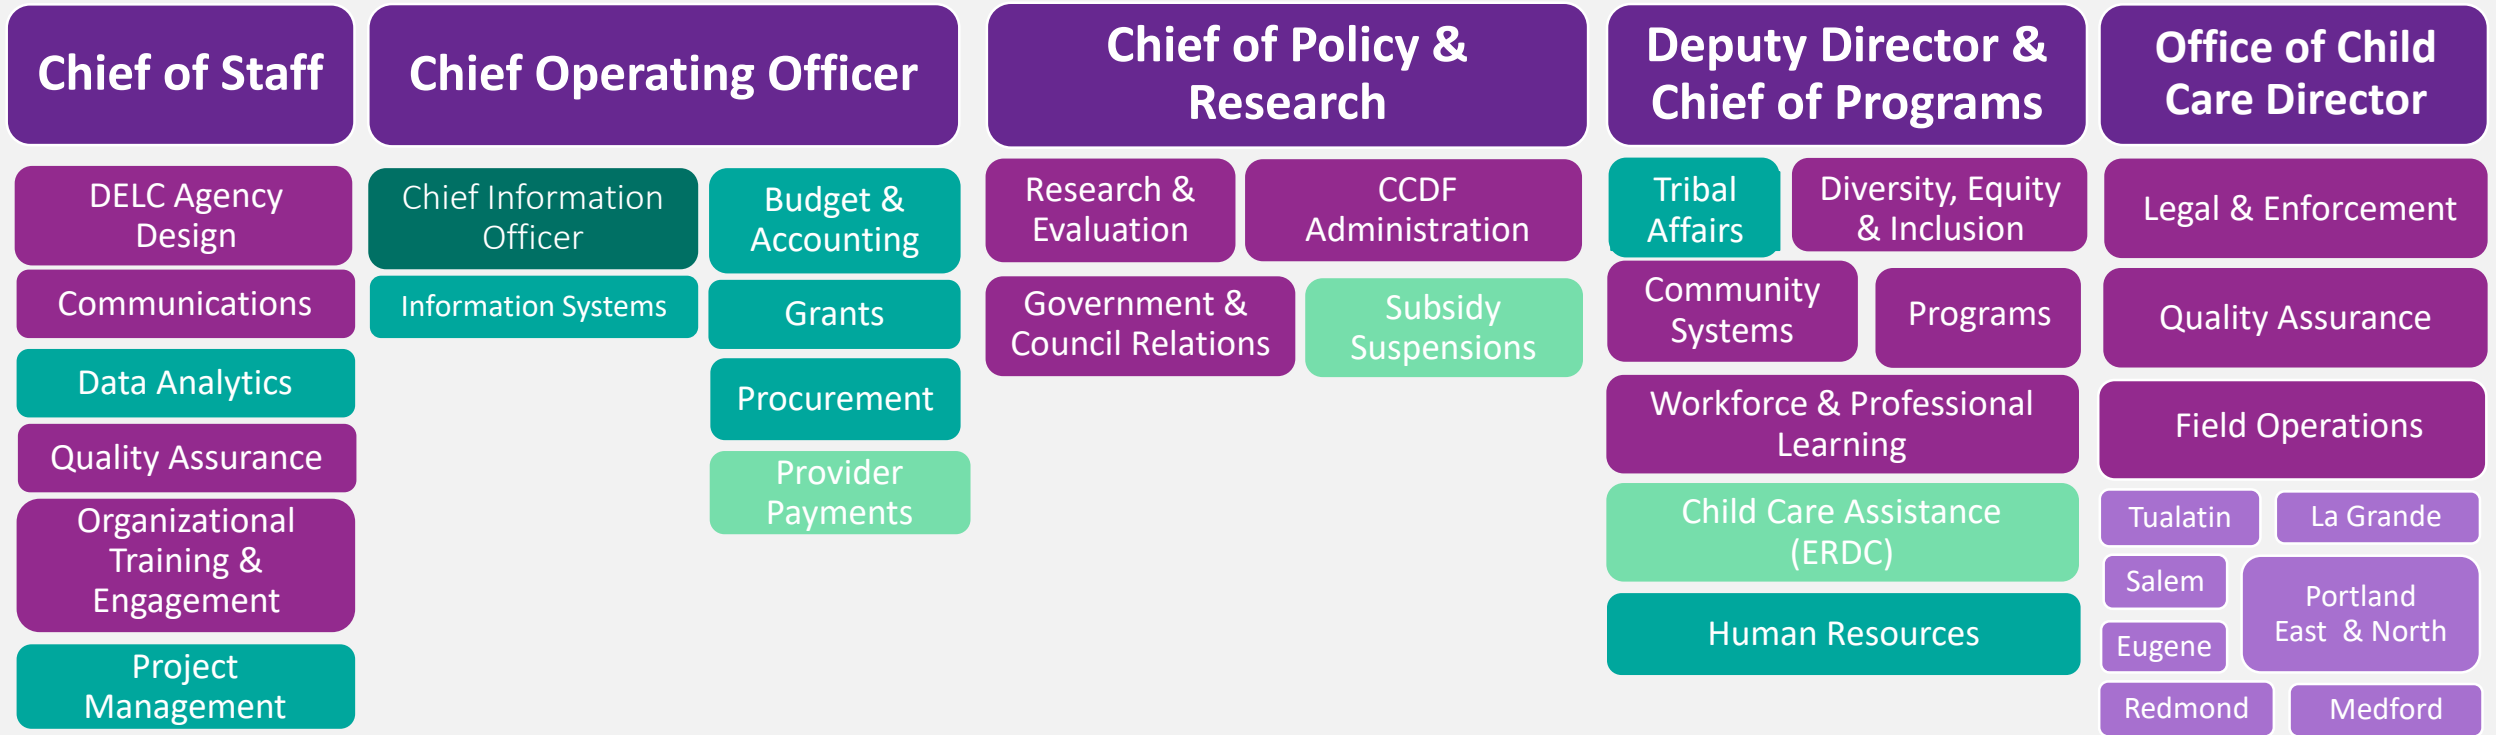 Chief of Staff
DELC Agency
Design
Communications
Data Analytics
Quality Assurance
Organizational
Training &
Engagement
Project
Management
Chief Operating Officer
Chief Information
Officer
Information Systems
Budget &
Accounting
Grants
Procurement
Provider
Payments
Chief of Policy &
Research
Research &
Evaluation
CCDF
Administration
Government &
Council Relations
Subsidy
Suspensions
Deputy Director &
Chief of Programs
Tribal
Affairs
Diversity, Equity
& Inclusion
Community
Systems
Programs
Workforce & Professional
Learning
Child Care Assistance
(ERDC)
Human Resources
Office of Child
Care Director
Legal & Enforcement
Quality Assurance
Field Operations
Tualatin
La Grande
Salem
Portland
East & North
Eugene
Redmond
Medford